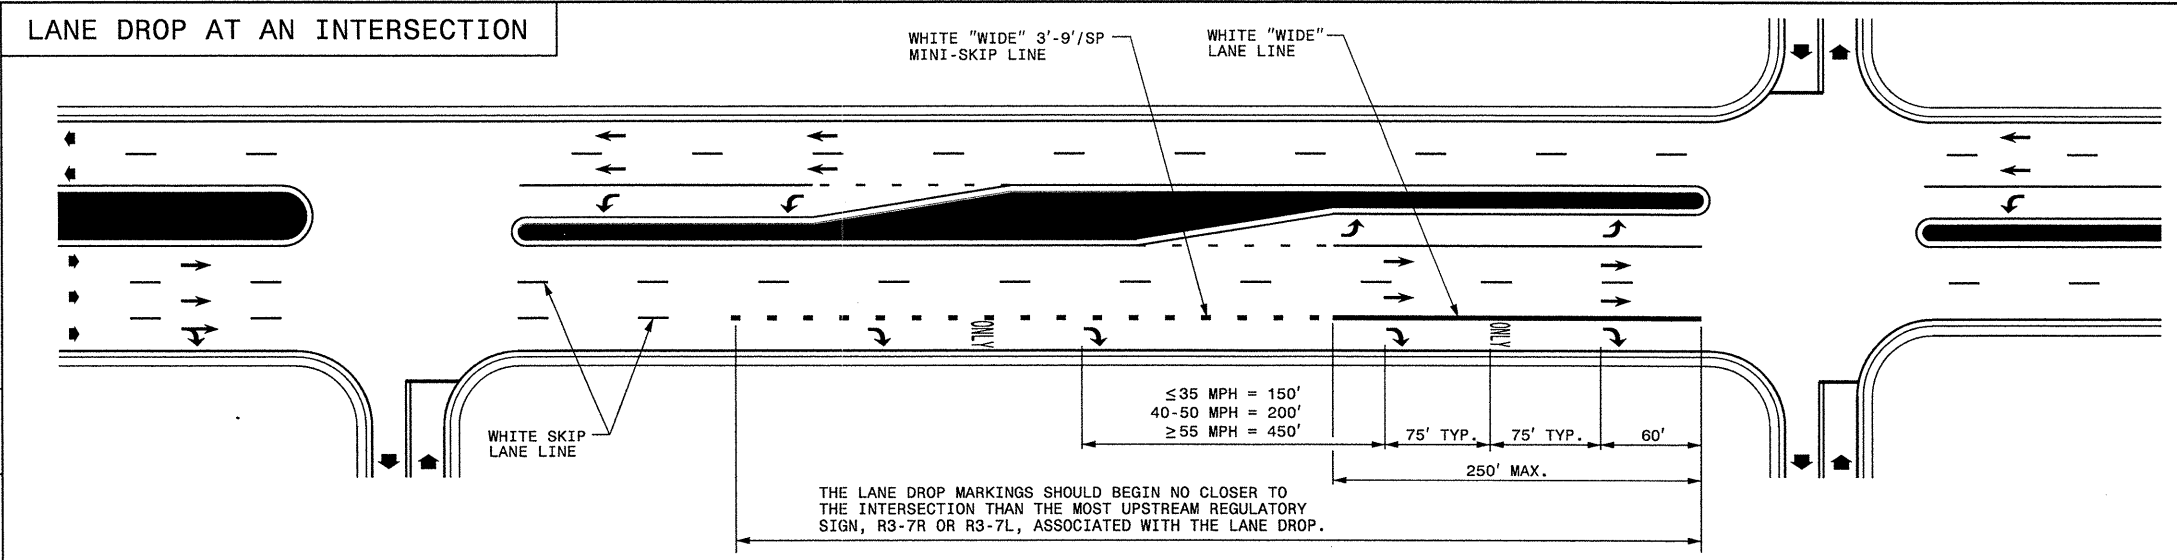 LANE DROP AT AN INTERSECTION
WHITE "WIDE" 3'-9'/SP
MINI-SKIP LINE
WHITE "WIDE"
LANE LINE
ONLY
ONLY
WHITE SKIP
LANE LINE
≤35 MPH = 150'
40-50 MPH = 200'
≥55 MPH = 450'
75' TYP.
75' TYP.
60'
250' MAX.
THE LANE DROP MARKINGS SHOULD BEGIN NO CLOSER TO
THE INTERSECTION THAN THE MOST UPSTREAM REGULATORY
SIGN, R3-7R OR R3-7L, ASSOCIATED WITH THE LANE DROP.